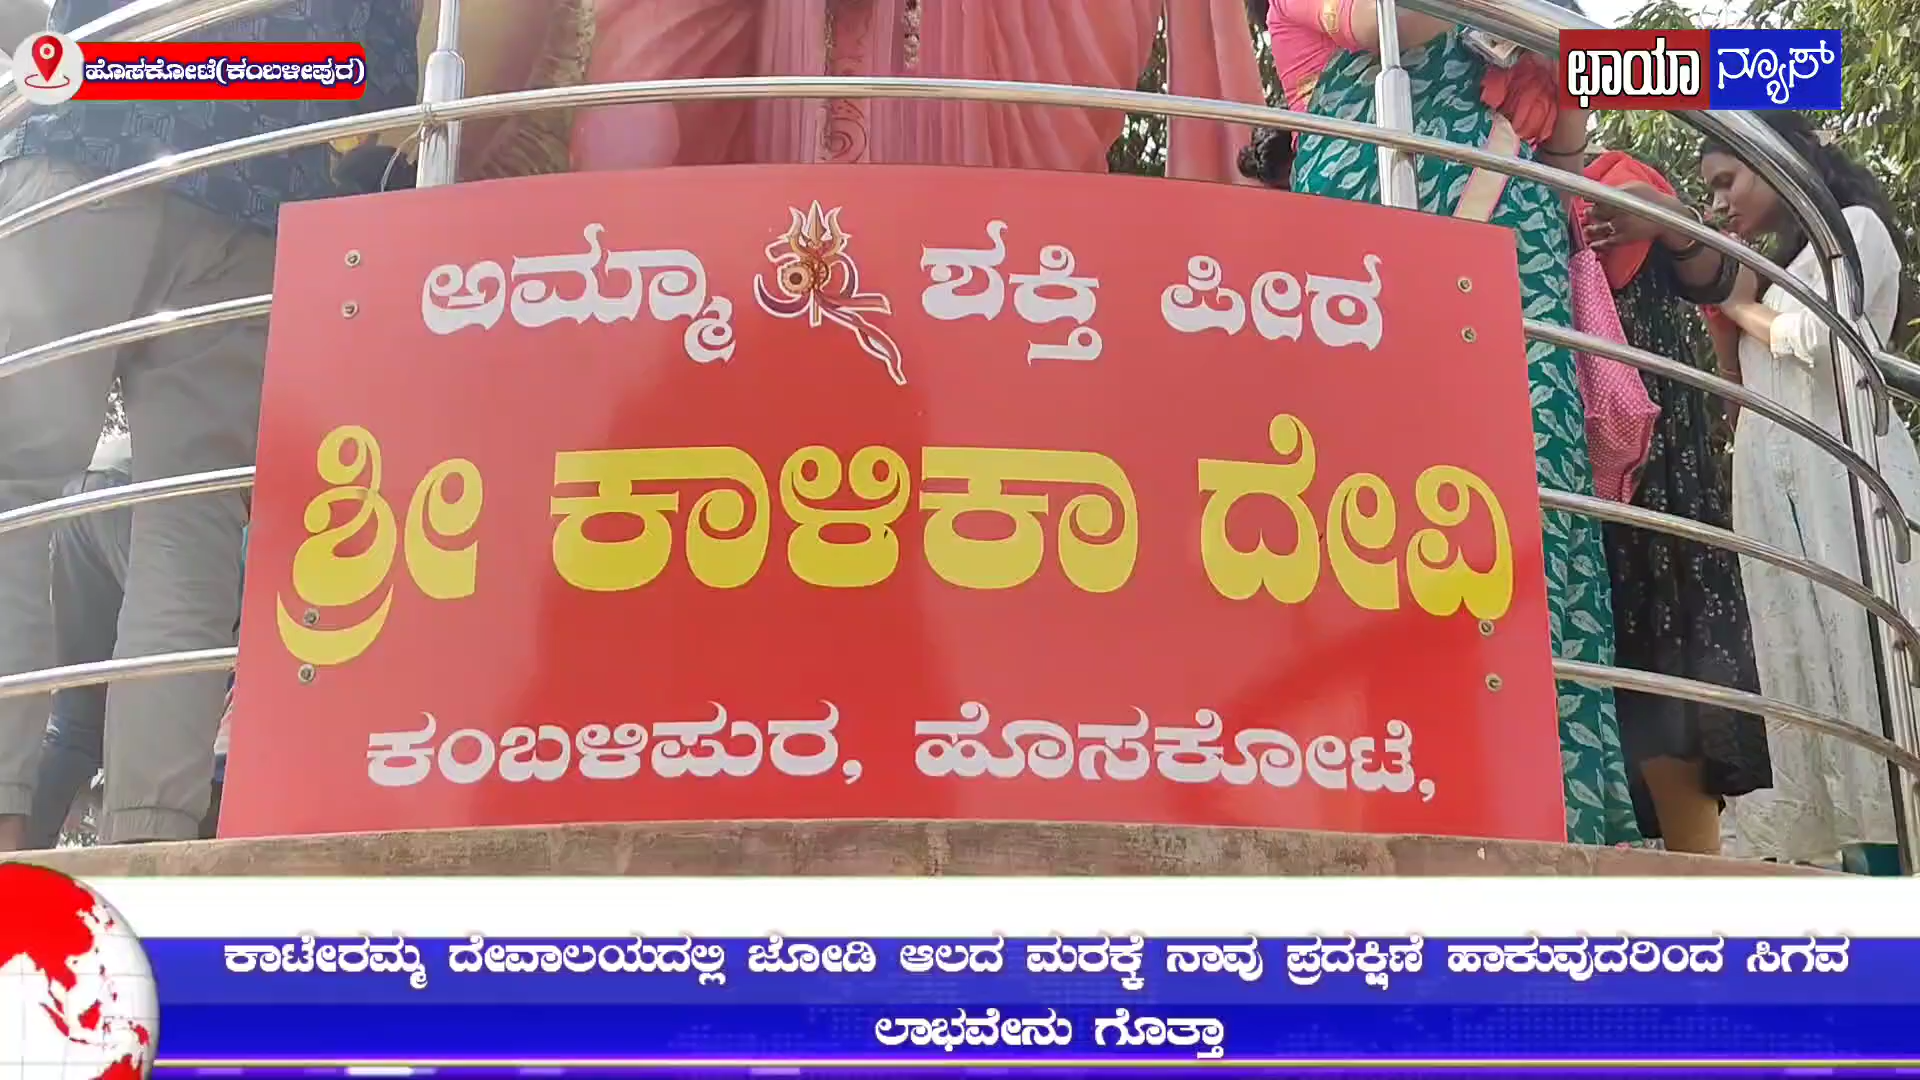 ಹೊಸಕೋಟೆ(ಕಂಬಳೀಪುರ)
ಛಾಯಾ ನ್ಯೂಸ್
ಅಮ್ಮಾ ಶಕ್ತಿ ಪೀಠ
ಶ್ರೀ ಕಾಳಿಕಾ ದೇವಿ
ಕಂಬಳಿಪುರ, ಹೊಸಕೋಟೆ,
ಕಾಟೇರಮ್ಮ ದೇವಾಲಯದಲ್ಲಿ ಜೋಡಿ ಆಲದ ಮರಕ್ಕೆ ನಾವು ಪ್ರದಕ್ಷಿಣೆ ಹಾಕುವುದರಿಂದ ಸಿಗವ
ಲಾಭವೇನು ಗೊತ್ತಾ